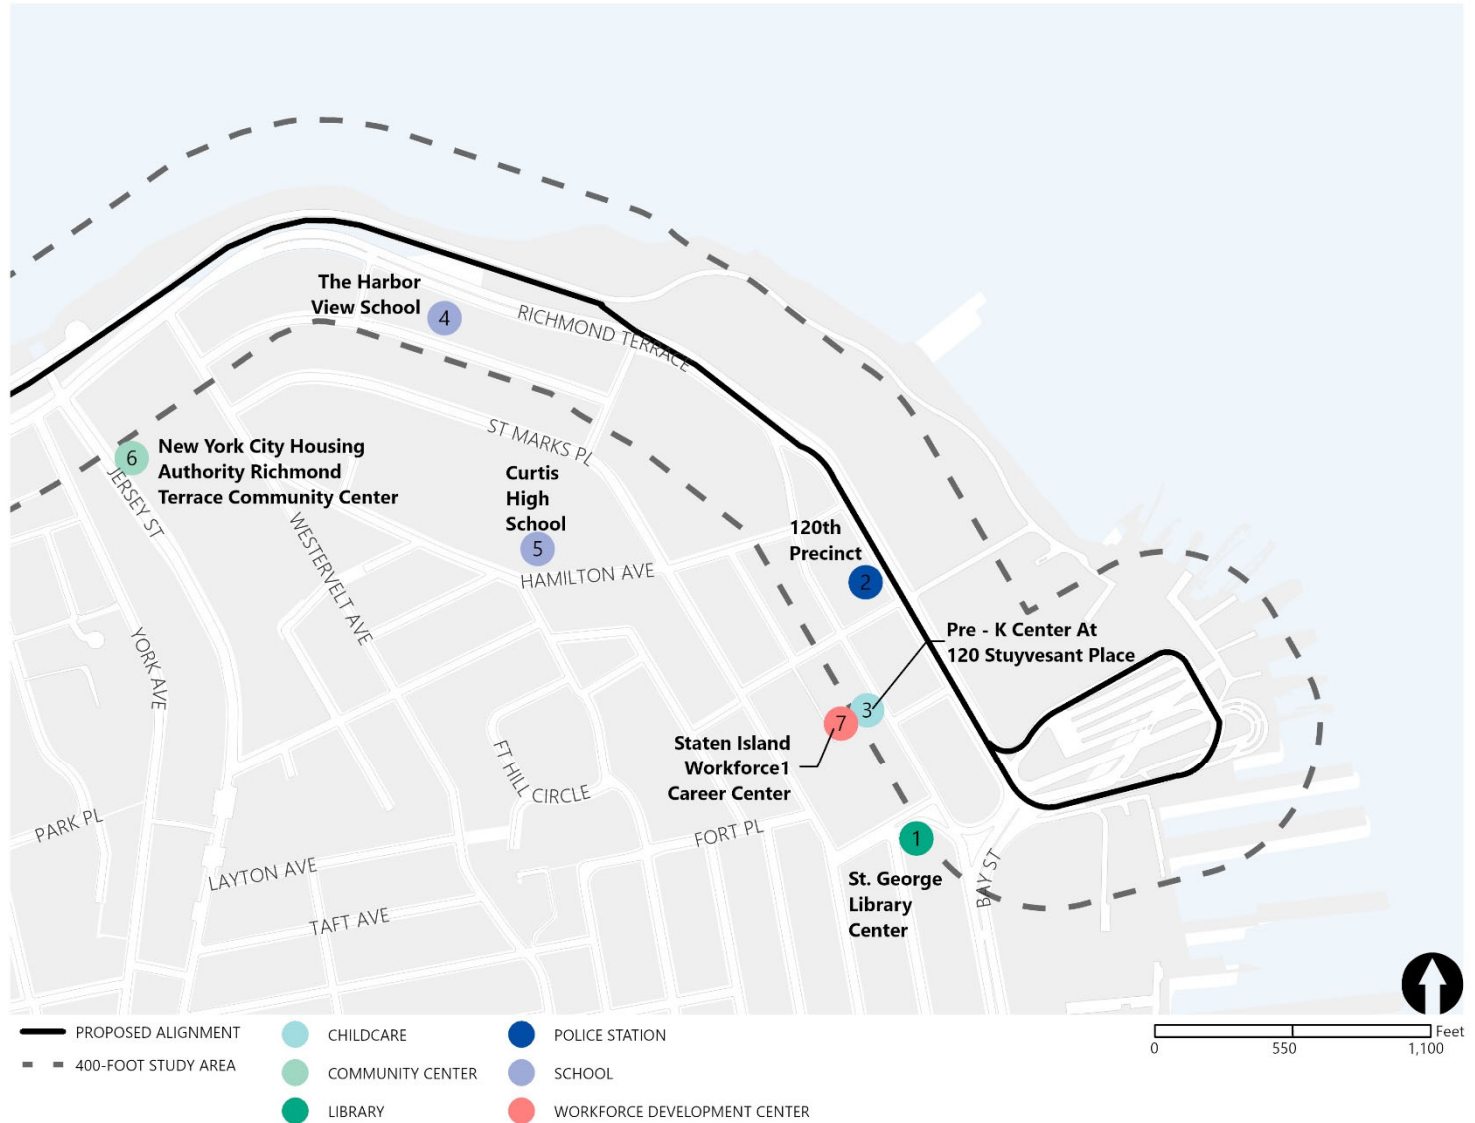 The Harbor
View School
4
RICHMOND TERRACE
ST MARKS PL
6
New York City Housing
Authority Richmond
Terrace Community Center
JERSEY ST
Curtis
High
School
5
HAMILTON AVE
WESTERVELT AVE
120th
Precinct
2
YORK AVE
Pre - K Center At
120 Stuyvesant Place
3
7
Staten Island
Workforce1
Career Center
FT HILL CIRCLE
PARK PL
FORT PL
1
LAYTON AVE
St. George
Library
Center
BAY ST
TAFT AVE
PROPOSED ALIGNMENT
400-FOOT STUDY AREA
CHILDCARE
COMMUNITY CENTER
LIBRARY
POLICE STATION
SCHOOL
WORKFORCE DEVELOPMENT CENTER
Feet
0 550 1,100